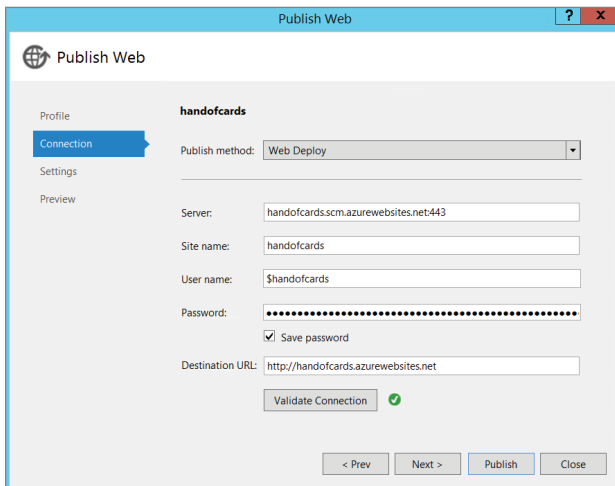 Publish Web
? x
Publish Web
Profile
Connection
Settings
Preview
handofcards
Publish method: Web Deploy
Server: handofcards.scm.azurewebsites.net:443
Site name: handofcards
User name: $handofcards
Password: ••••••••••••••••••••••••••••••••••••••••••••••••••••
Save password
Destination URL: http://handofcards.azurewebsites.net
Validate Connection
< Prev Next > Publish Close